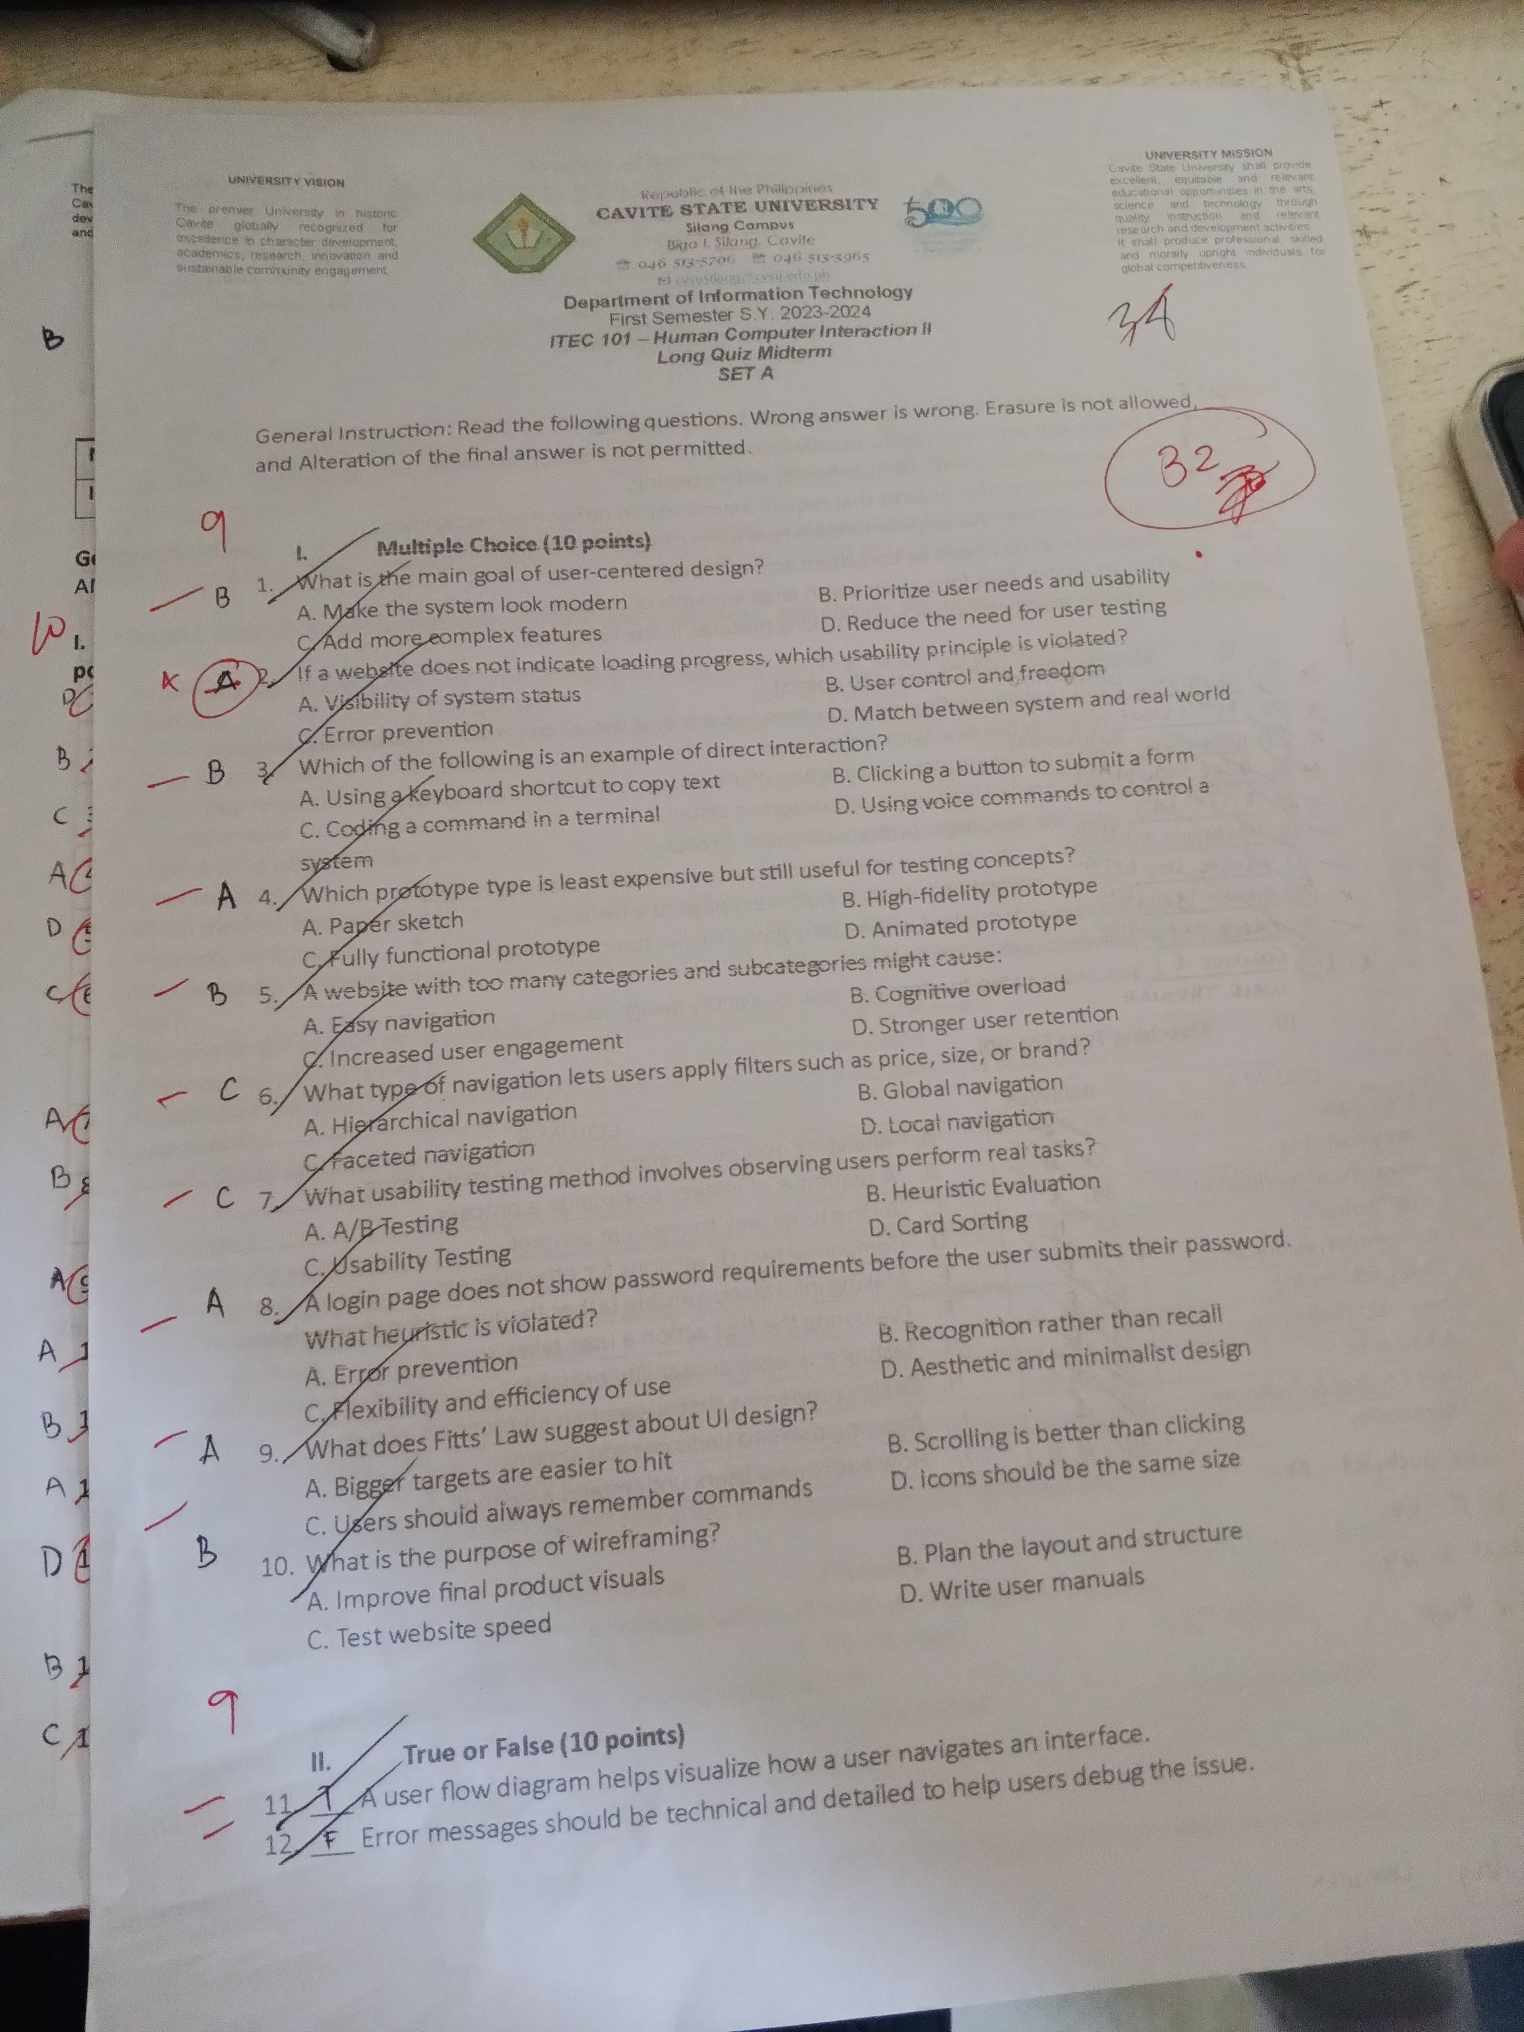 UNIVERSITY VISION
The premier University in historic
Cavite globally recognized for
excellence in character development,
academics, research, innovation and
sustainable community engagement.
Republic of the Philippines
CAVITE STATE UNIVERSITY
Silang Campus
Biga I, Silang, Cavite
046 513-5706 046 513-3965
500
UNIVERSITY MISSION
Cavite State University shall provide
excellent, equitable and relevant
educational opportunities in the arts,
science and technology through
quality instruction and relevant
research and development activities.
It shall produce professional, skilled
and morally upright individuals for
global competitiveness.
Department of Information Technology
First Semester S.Y. 2023-2024
ITEC 101 – Human Computer Interaction II
Long Quiz Midterm
SET A
General Instruction: Read the following questions. Wrong answer is wrong. Erasure is not allowed,
and Alteration of the final answer is not permitted.
32
9
I. Multiple Choice (10 points)
B 1. What is the main goal of user-centered design?
A. Make the system look modern B. Prioritize user needs and usability
C. Add more complex features D. Reduce the need for user testing
A 2. If a website does not indicate loading progress, which usability principle is violated?
A. Visibility of system status B. User control and freedom
C. Error prevention D. Match between system and real world
B 3. Which of the following is an example of direct interaction?
A. Using a keyboard shortcut to copy text B. Clicking a button to submit a form
C. Coding a command in a terminal D. Using voice commands to control a
system
A 4. Which prototype type is least expensive but still useful for testing concepts?
A. Paper sketch B. High-fidelity prototype
C. Fully functional prototype D. Animated prototype
B 5. A website with too many categories and subcategories might cause:
A. Easy navigation B. Cognitive overload
C. Increased user engagement D. Stronger user retention
C 6. What type of navigation lets users apply filters such as price, size, or brand?
A. Hierarchical navigation B. Global navigation
C. Faceted navigation D. Local navigation
C 7. What usability testing method involves observing users perform real tasks?
A. A/B Testing B. Heuristic Evaluation
C. Usability Testing D. Card Sorting
A 8. A login page does not show password requirements before the user submits their password.
What heuristic is violated?
A. Error prevention B. Recognition rather than recall
C. Flexibility and efficiency of use D. Aesthetic and minimalist design
A 9. What does Fitts' Law suggest about UI design?
A. Bigger targets are easier to hit B. Scrolling is better than clicking
C. Users should always remember commands D. Icons should be the same size
B 10. What is the purpose of wireframing?
A. Improve final product visuals B. Plan the layout and structure
C. Test website speed D. Write user manuals
9
II. True or False (10 points)
11. T A user flow diagram helps visualize how a user navigates an interface.
12. F Error messages should be technical and detailed to help users debug the issue.